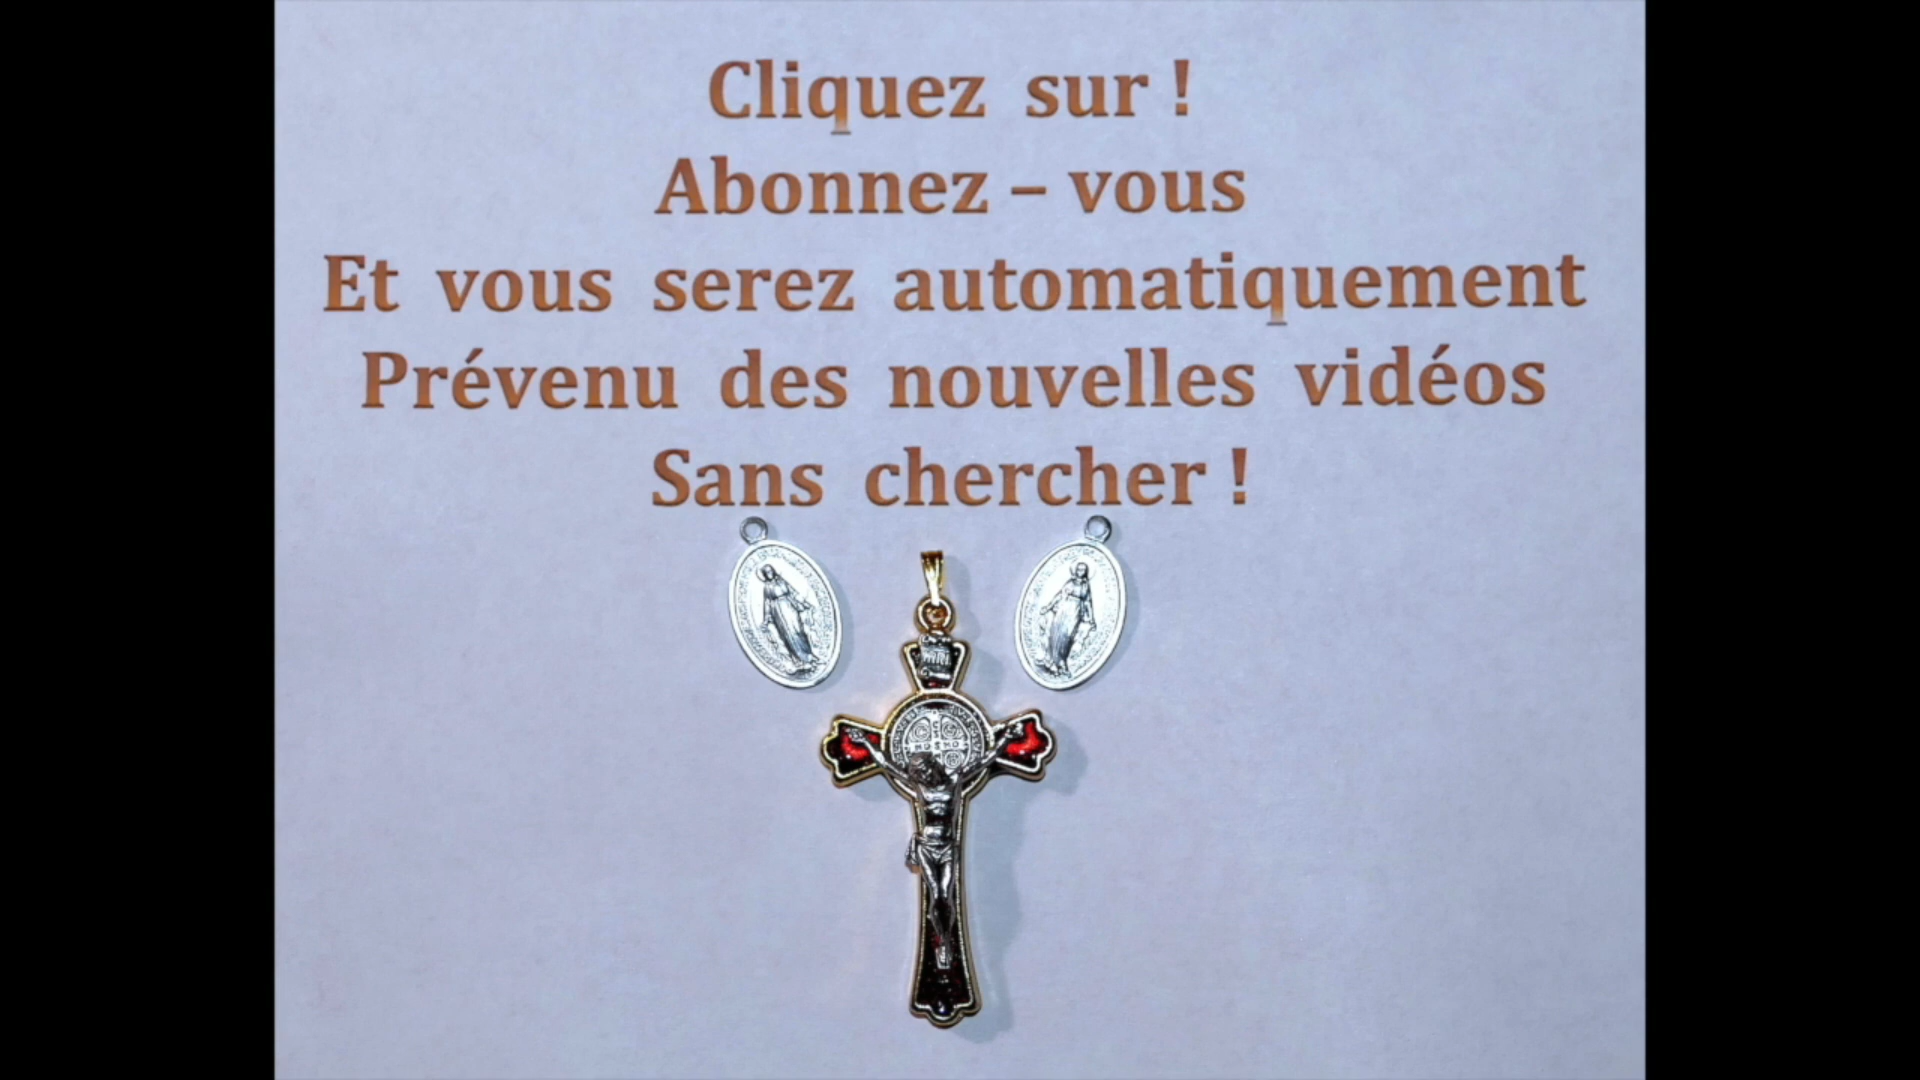 Cliquez sur !
Abonnez – vous
Et vous serez automatiquement
Prévenu des nouvelles vidéos
Sans chercher !